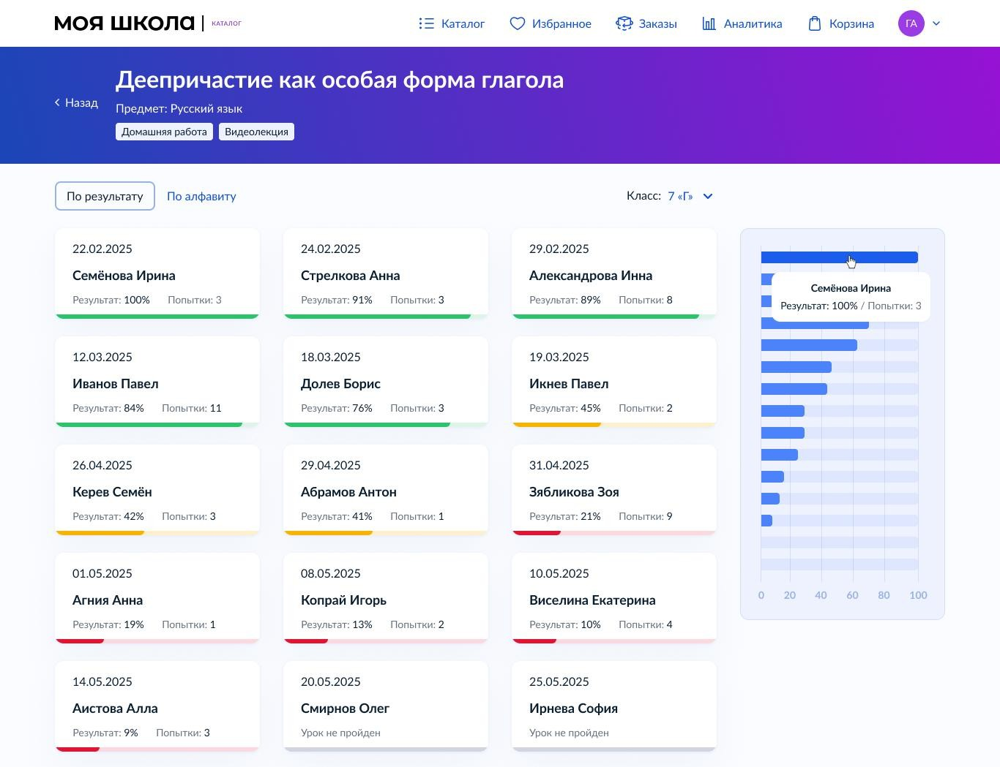 МОЯ ШКОЛА | КАТАЛОГ
Каталог
Избранное
Заказы
Аналитика
Корзина
ГА
Назад
Деепричастие как особая форма глагола
Предмет: Русский язык
Домашняя работа
Видеолекция
По результату
По алфавиту
Класс: 7 «Г»
22.02.2025
Семёнова Ирина
Результат: 100% Попытки: 3
24.02.2025
Стрелкова Анна
Результат: 91% Попытки: 3
29.02.2025
Александрова Инна
Результат: 89% Попытки: 8
12.03.2025
Иванов Павел
Результат: 84% Попытки: 11
18.03.2025
Долев Борис
Результат: 76% Попытки: 3
19.03.2025
Икнев Павел
Результат: 45% Попытки: 2
26.04.2025
Керев Семён
Результат: 42% Попытки: 3
29.04.2025
Абрамов Антон
Результат: 41% Попытки: 1
31.04.2025
Зябликова Зоя
Результат: 21% Попытки: 9
01.05.2025
Агния Анна
Результат: 19% Попытки: 1
08.05.2025
Копрай Игорь
Результат: 13% Попытки: 2
10.05.2025
Виселина Екатерина
Результат: 10% Попытки: 4
14.05.2025
Аистова Алла
Результат: 9% Попытки: 3
20.05.2025
Смирнов Олег
Урок не пройден
25.05.2025
Ирнева София
Урок не пройден
Семёнова Ирина
Результат: 100% / Попытки: 3
0 20 40 60 80 100